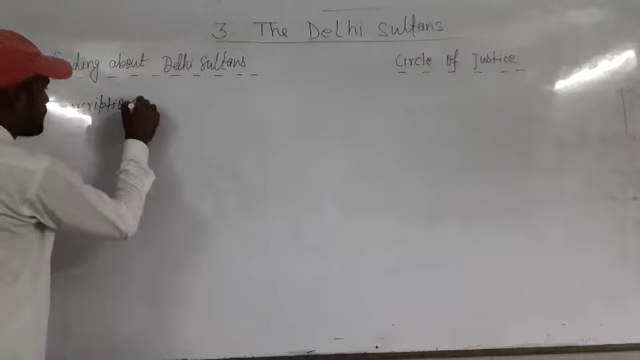 3 The Delhi Sultans
about Delhi Sultans
Circle of Justice